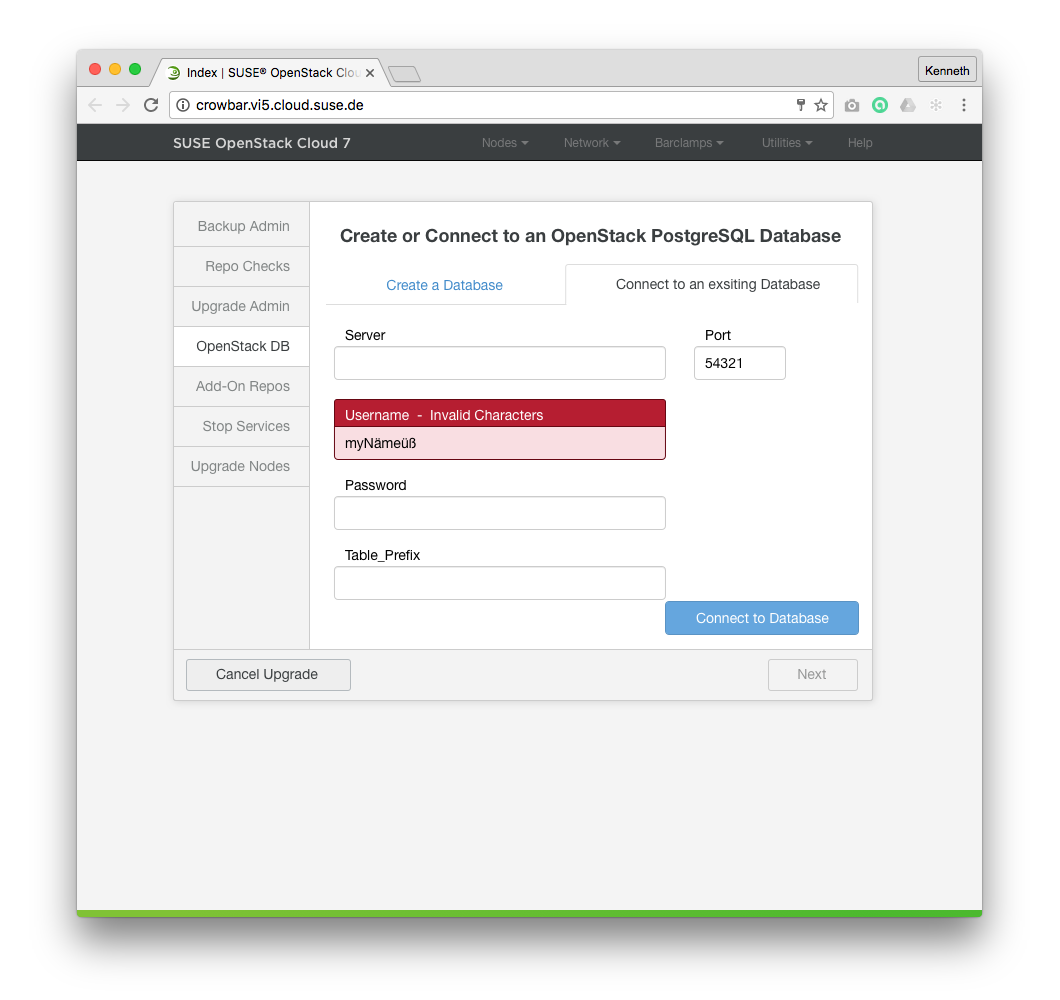 Index | SUSE® OpenStack Clou
Kenneth
crowbar.vi5.cloud.suse.de
SUSE OpenStack Cloud 7
Nodes
Network
Barclamps
Utilities
Help
Backup Admin
Repo Checks
Upgrade Admin
OpenStack DB
Add-On Repos
Stop Services
Upgrade Nodes
Create or Connect to an OpenStack PostgreSQL Database
Create a Database
Connect to an exsiting Database
Server
Port
54321
Username - Invalid Characters
myNämeüß
Password
Table_Prefix
Connect to Database
Cancel Upgrade
Next